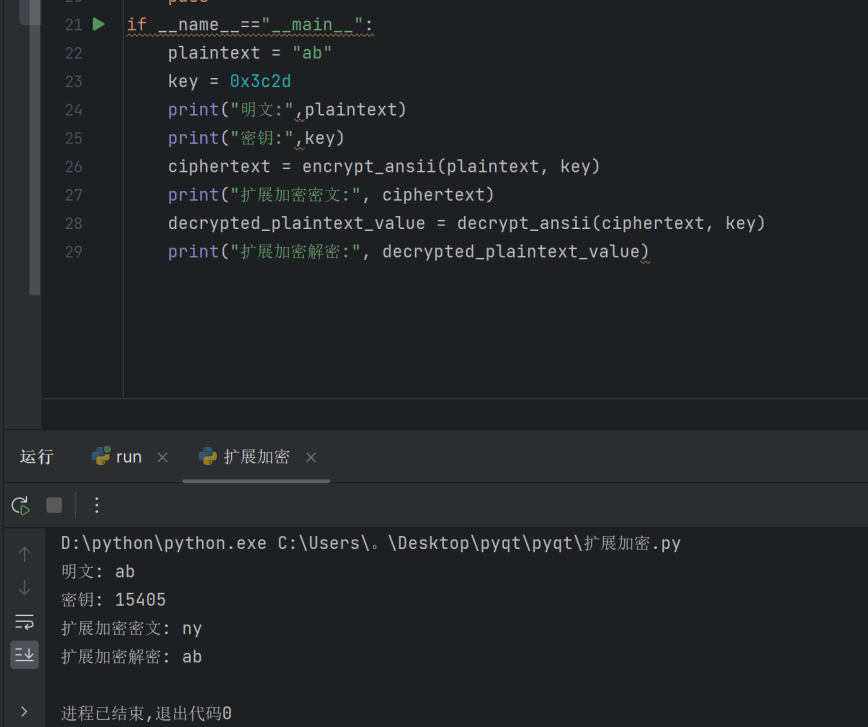 pass
21 if __name__=="__main__":
22 plaintext = "ab"
23 key = 0x3c2d
24 print("明文:",plaintext)
25 print("密钥:",key)
26 ciphertext = encrypt_ansii(plaintext, key)
27 print("扩展加密密文:", ciphertext)
28 decrypted_plaintext_value = decrypt_ansii(ciphertext, key)
29 print("扩展加密解密:", decrypted_plaintext_value)
运行 run 扩展加密
D:\python\python.exe C:\Users\。\Desktop\pyqt\pyqt\扩展加密.py
明文: ab
密钥: 15405
扩展加密密文: ny
扩展加密解密: ab
进程已结束,退出代码0